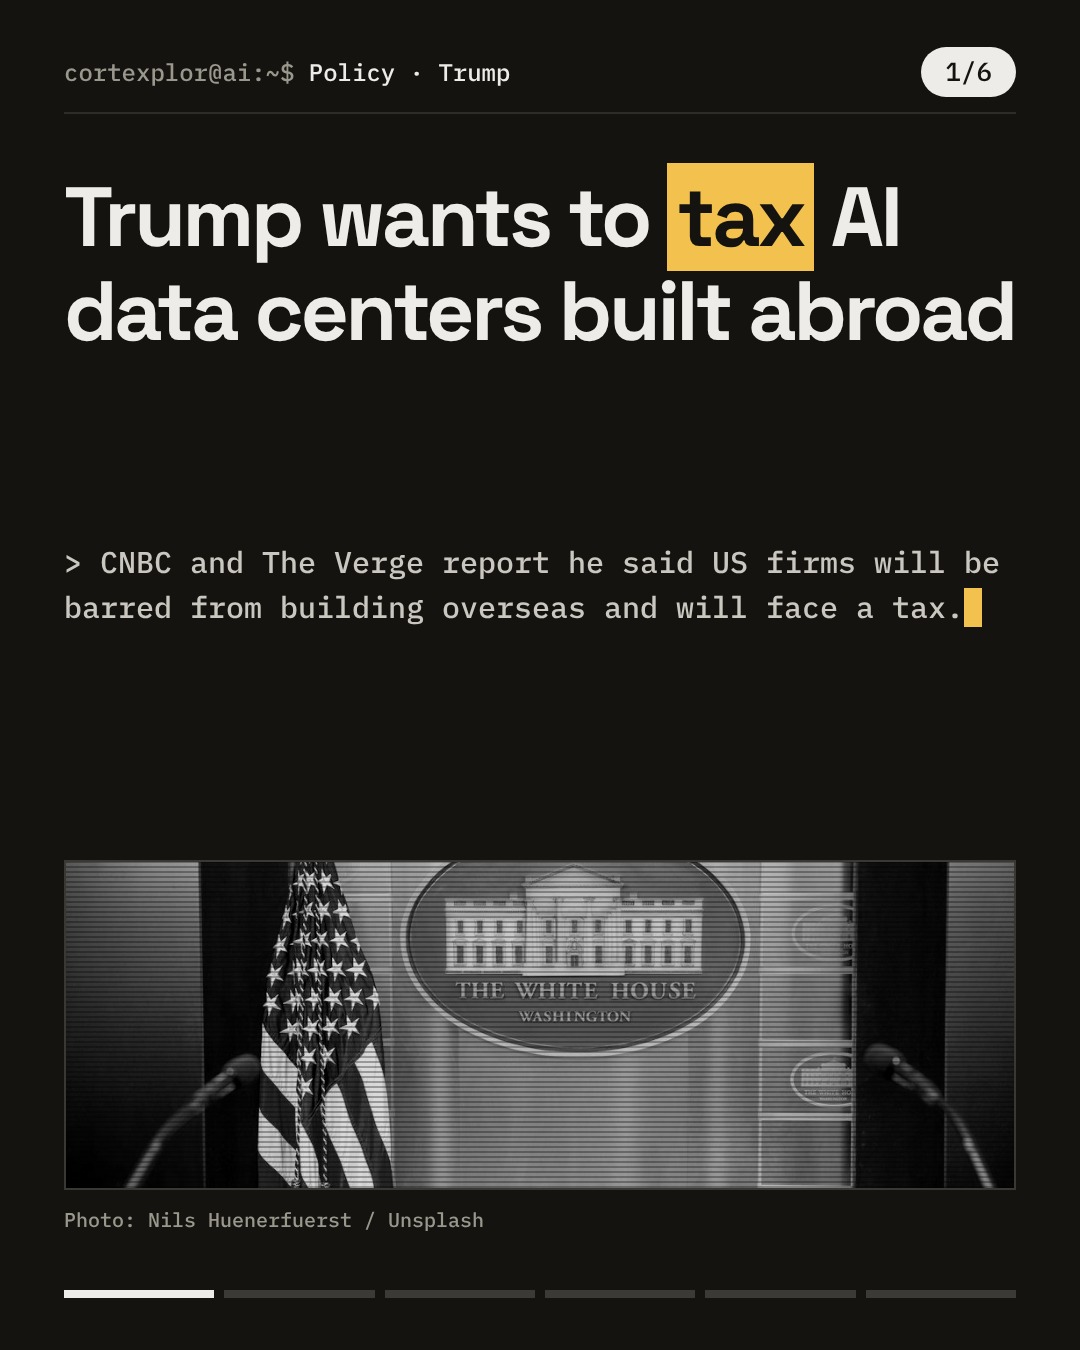 cortexplor@ai:~$ Policy · Trump
1/6
Trump wants to tax AI
data centers built abroad
> CNBC and The Verge report he said US firms will be
barred from building overseas and will face a tax.
THE WHITE HOUSE
WASHINGTON
Photo: Nils Huenerfuerst / Unsplash